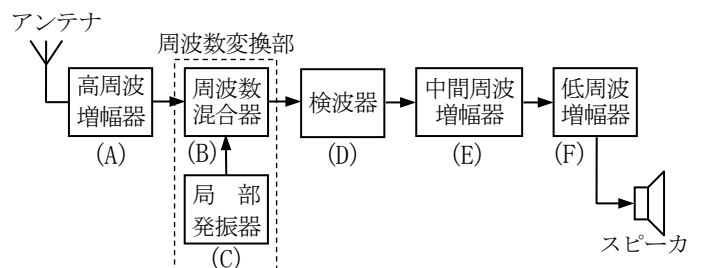 アンテナ
周波数変換部
高周波
増幅器
(A)
周波数
混合器
(B)
局 部
発振器
(C)
検波器
(D)
中間周波
増幅器
(E)
低周波
増幅器
(F)
スピーカ